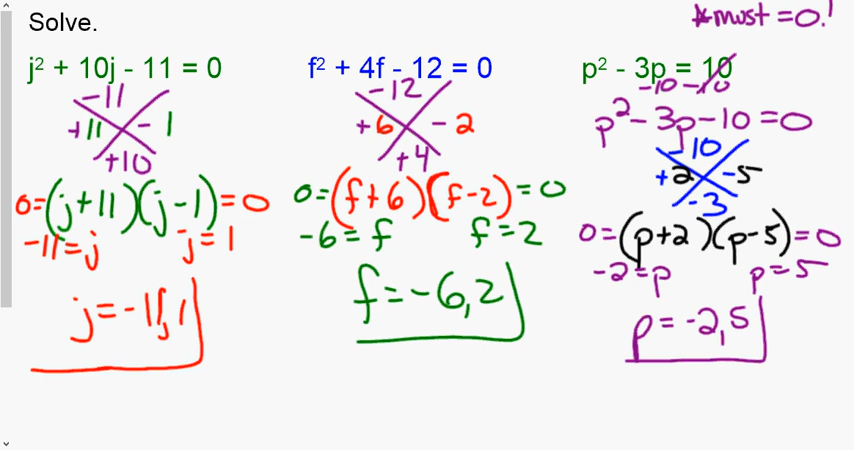 *must = 0!
Solve.
j² + 10j - 11 = 0
-11
+11 -1
+10
0=(j+11)(j-1)=0
-11=j j=1
j=-11,1
f² + 4f - 12 = 0
-12
+6 -2
+4
0=(f+6)(f-2)=0
-6=f f=2
f=-6,2
p² - 3p = 10
-10 -10
p²-3p-10=0
-10
+2 -5
-3
0=(p+2)(p-5)=0
-2=p p=5
p=-2,5